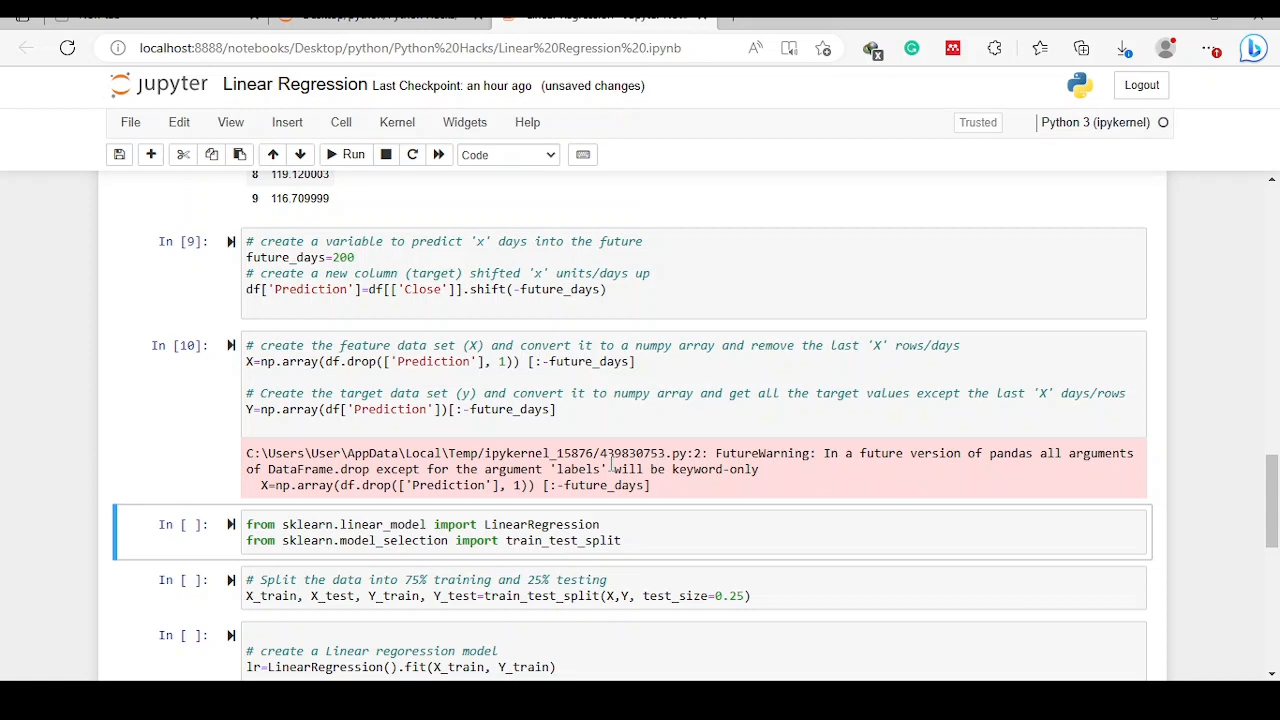 localhost:8888/notebooks/Desktop/python/Python%20Hacks/Linear%20Regression%20.ipynb
jupyter Linear Regression Last Checkpoint: an hour ago (unsaved changes) Logout
File Edit View Insert Cell Kernel Widgets Help Trusted Python 3 (ipykernel)
Run Code
8 119.120003
9 116.709999
In [9]: # create a variable to predict 'x' days into the future
future_days=200
# create a new column (target) shifted 'x' units/days up
df['Prediction']=df[['Close']].shift(-future_days)
In [10]: # create the feature data set (X) and convert it to a numpy array and remove the last 'X' rows/days
X=np.array(df.drop(['Prediction'], 1)) [:-future_days]
# Create the target data set (y) and convert it to numpy array and get all the target values except the last 'X' days/rows
Y=np.array(df['Prediction'])[:-future_days]
C:\Users\User\AppData\Local\Temp/ipykernel_15876/439830753.py:2: FutureWarning: In a future version of pandas all arguments
of DataFrame.drop except for the argument 'labels' will be keyword-only
X=np.array(df.drop(['Prediction'], 1)) [:-future_days]
In [ ]: from sklearn.linear_model import LinearRegression
from sklearn.model_selection import train_test_split
In [ ]: # Split the data into 75% training and 25% testing
X_train, X_test, Y_train, Y_test=train_test_split(X,Y, test_size=0.25)
In [ ]:
# create a Linear regoression model
lr=LinearRegression().fit(X_train, Y_train)